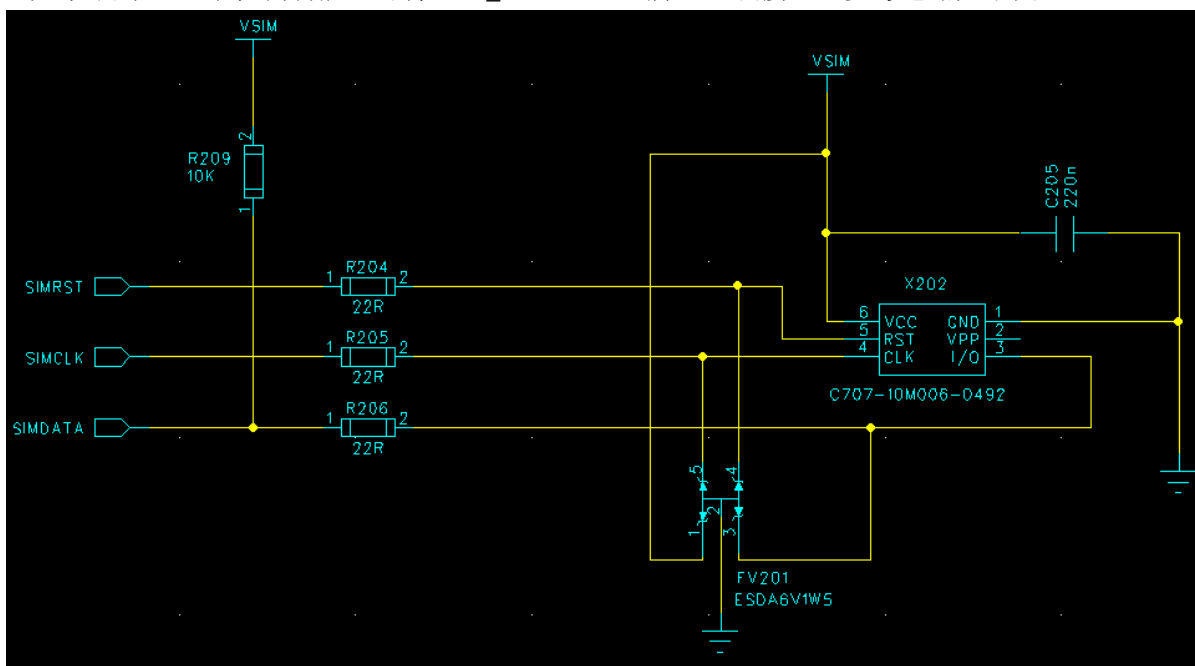 VSIM
VSIM
R209
10K
2
1
C205
220n
SIMRST
1
R204
2
22R
X202
6
VCC
GND
1
5
RST
VPP
2
4
CLK
I/O
3
SIMCLK
1
R205
2
22R
C707-10M006-0492
SIMDATA
1
R206
2
22R
5
4
2
1
3
FV201
ESDA6V1W5